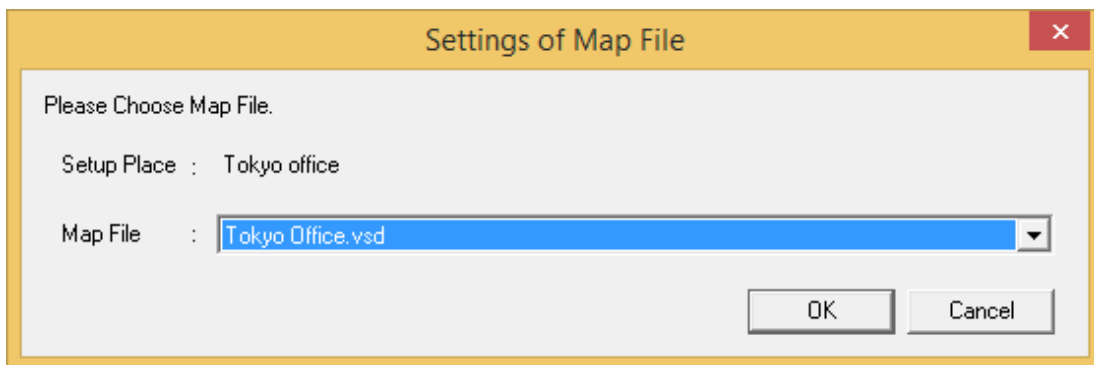 Settings of Map File
Please Choose Map File.
Setup Place : Tokyo office
Map File : Tokyo Office.vsd
OK Cancel